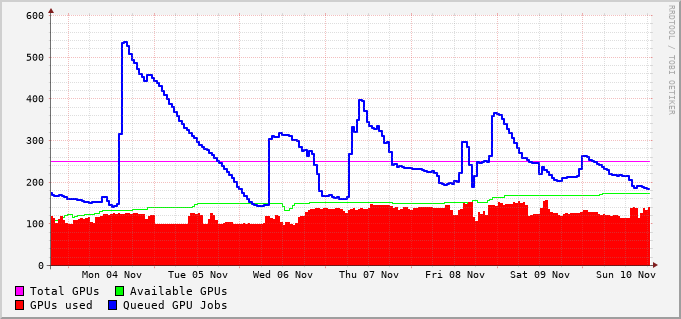 600
500
400
300
200
100
0
Mon 04 Nov Tue 05 Nov Wed 06 Nov Thu 07 Nov Fri 08 Nov Sat 09 Nov Sun 10 Nov
Total GPUs Available GPUs
GPUs used Queued GPU Jobs
RRDTOOL / TOBI OETIKER